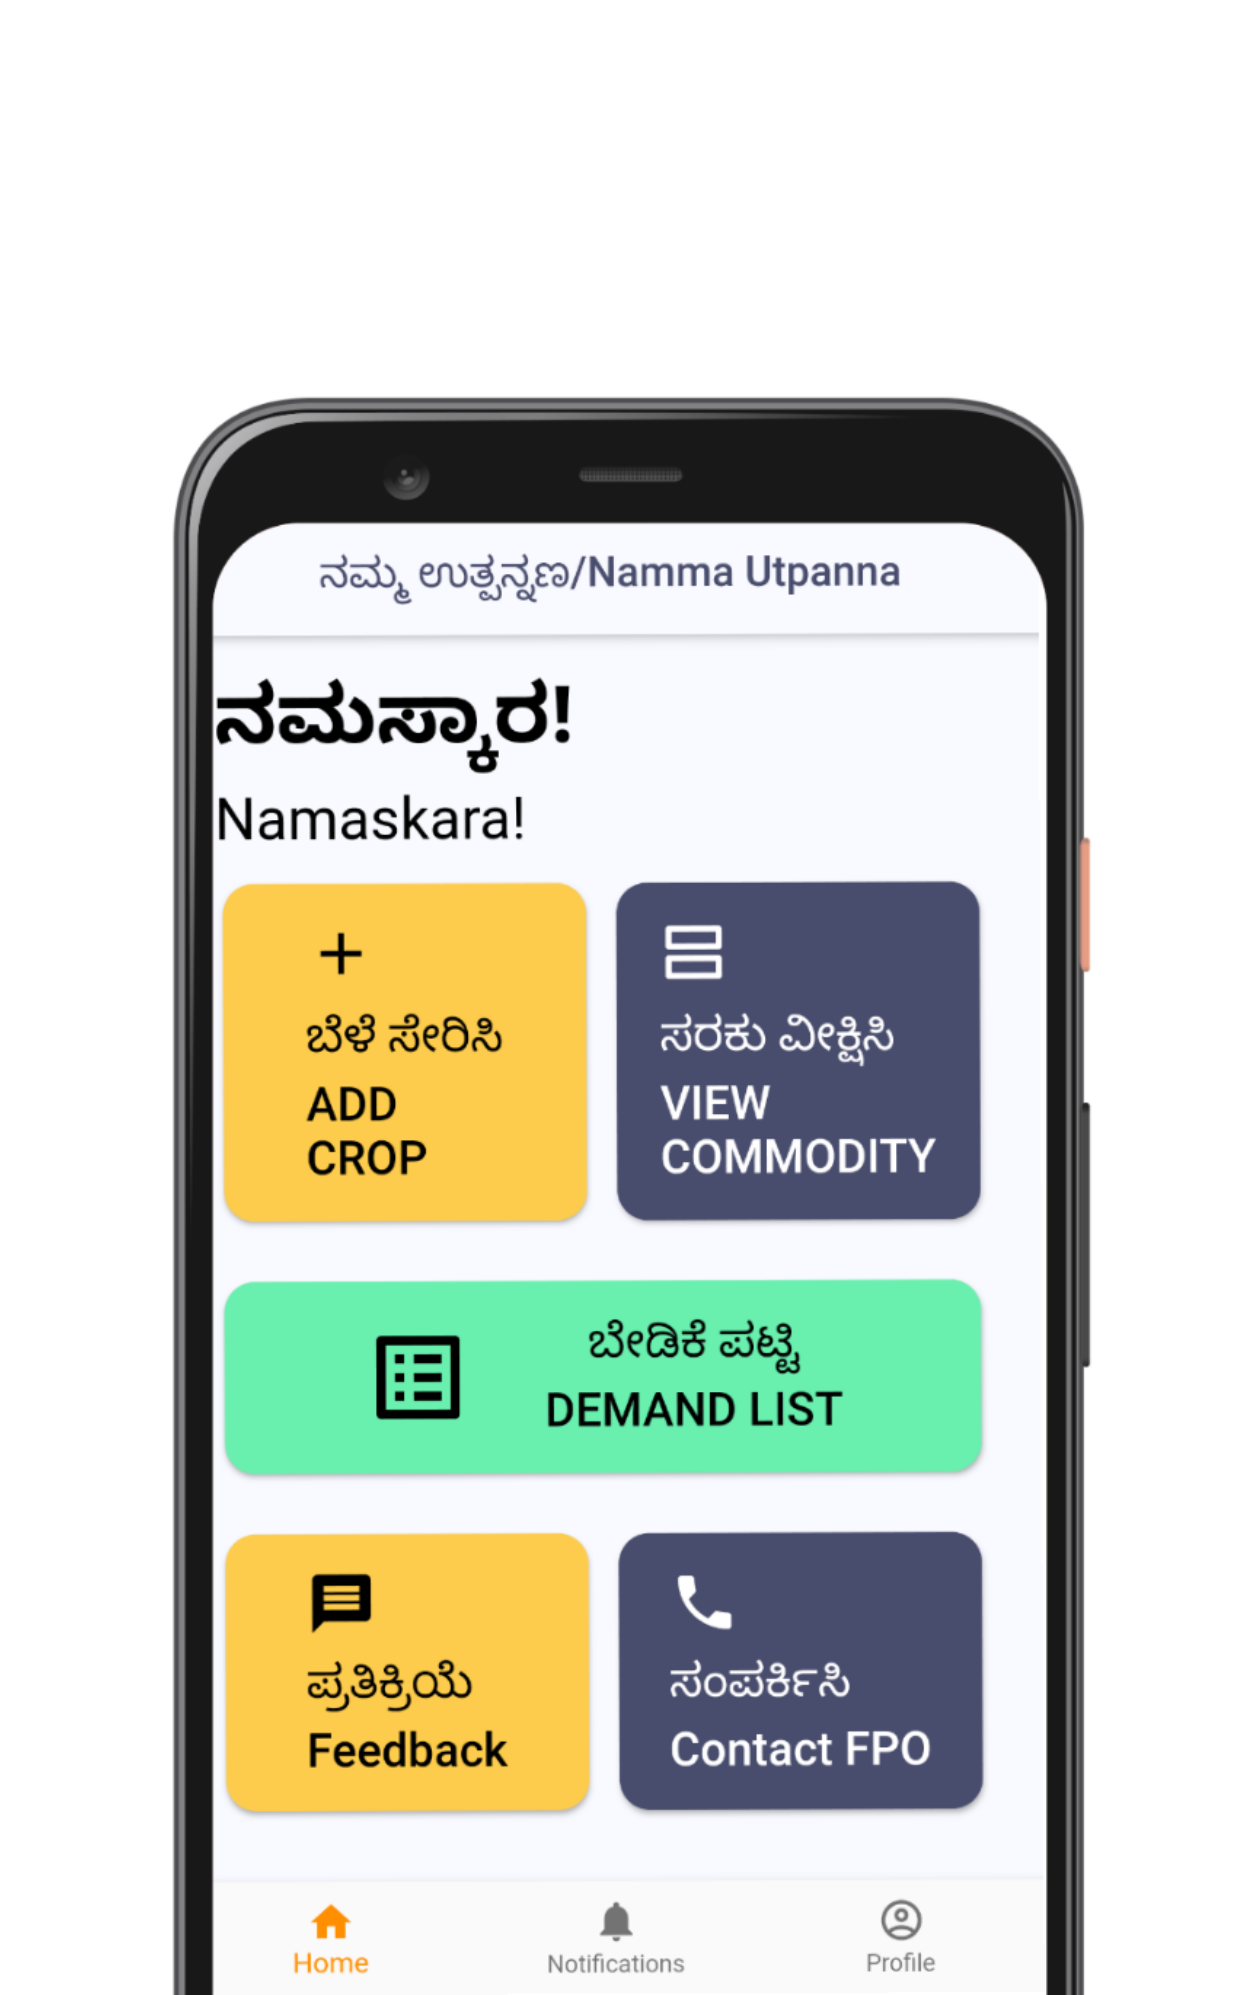 ನಮ್ಮ ಉತ್ಪನ್ನಣ/Namma Utpanna
ನಮಸ್ಕಾರ!
Namaskara!
ಬೆಳೆ ಸೇರಿಸಿ
ADD
CROP
ಸರಕು ವೀಕ್ಷಿಸಿ
VIEW
COMMODITY
ಬೇಡಿಕೆ ಪಟ್ಟಿ
DEMAND LIST
ಪ್ರತಿಕ್ರಿಯೆ
Feedback
ಸಂಪರ್ಕಿಸಿ
Contact FPO
Home
Notifications
Profile